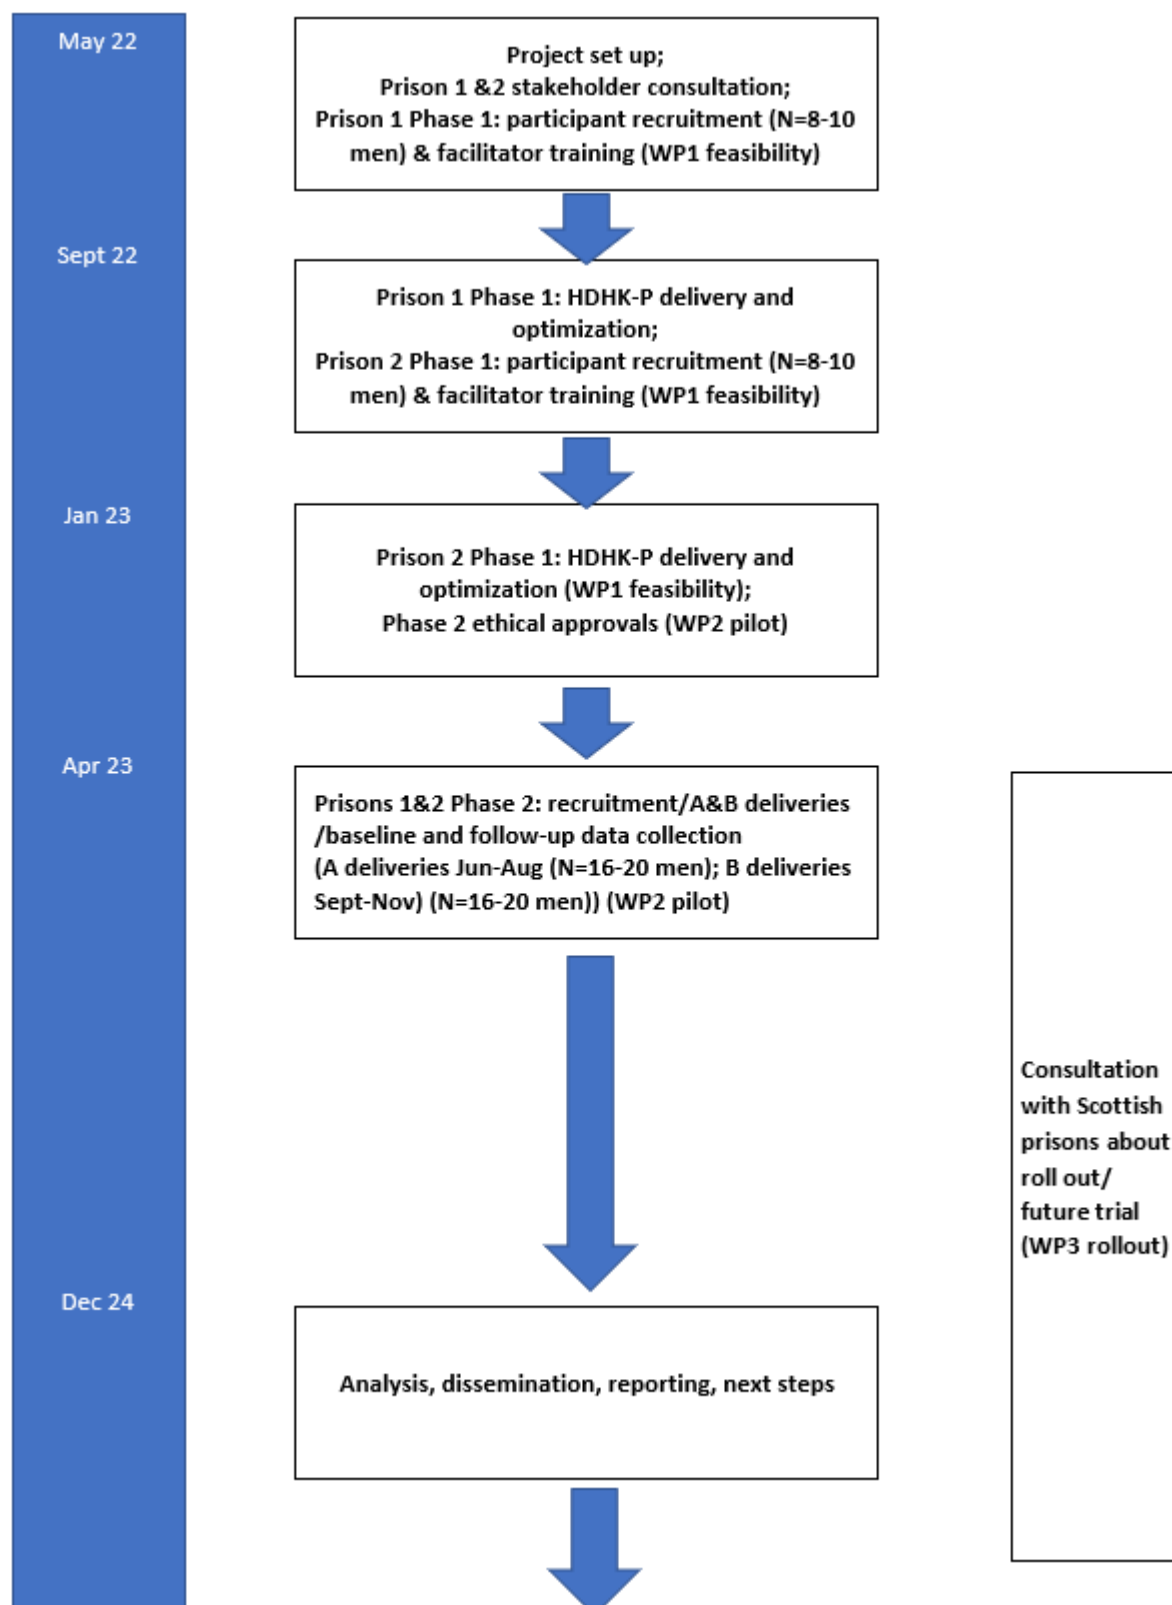 May 22
Project set up;
Prison 1 &2 stakeholder consultation;
Prison 1 Phase 1: participant recruitment (N=8-10
men) & facilitator training (WP1 feasibility)
Sept 22
Prison 1 Phase 1: HDHK-P delivery and
optimization;
Prison 2 Phase 1: participant recruitment (N=8-10
men) & facilitator training (WP1 feasibility)
Jan 23
Prison 2 Phase 1: HDHK-P delivery and
optimization (WP1 feasibility);
Phase 2 ethical approvals (WP2 pilot)
Apr 23
Prisons 1&2 Phase 2: recruitment/A&B deliveries
/baseline and follow-up data collection
(A deliveries Jun-Aug (N=16-20 men); B deliveries
Sept-Nov) (N=16-20 men)) (WP2 pilot)
Consultation
with Scottish
prisons about
roll out/
future trial
(WP3 rollout)
Dec 24
Analysis, dissemination, reporting, next steps